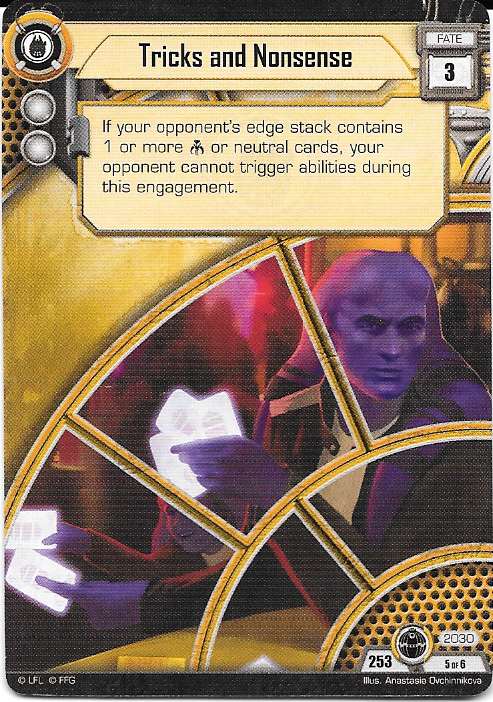 Tricks and Nonsense
FATE
3
If your opponent's edge stack contains
1 or more or neutral cards, your
opponent cannot trigger abilities during
this engagement.
2030
253
5 OF 6
© LFL © FFG
Illus. Anastasia Ovchinnikova